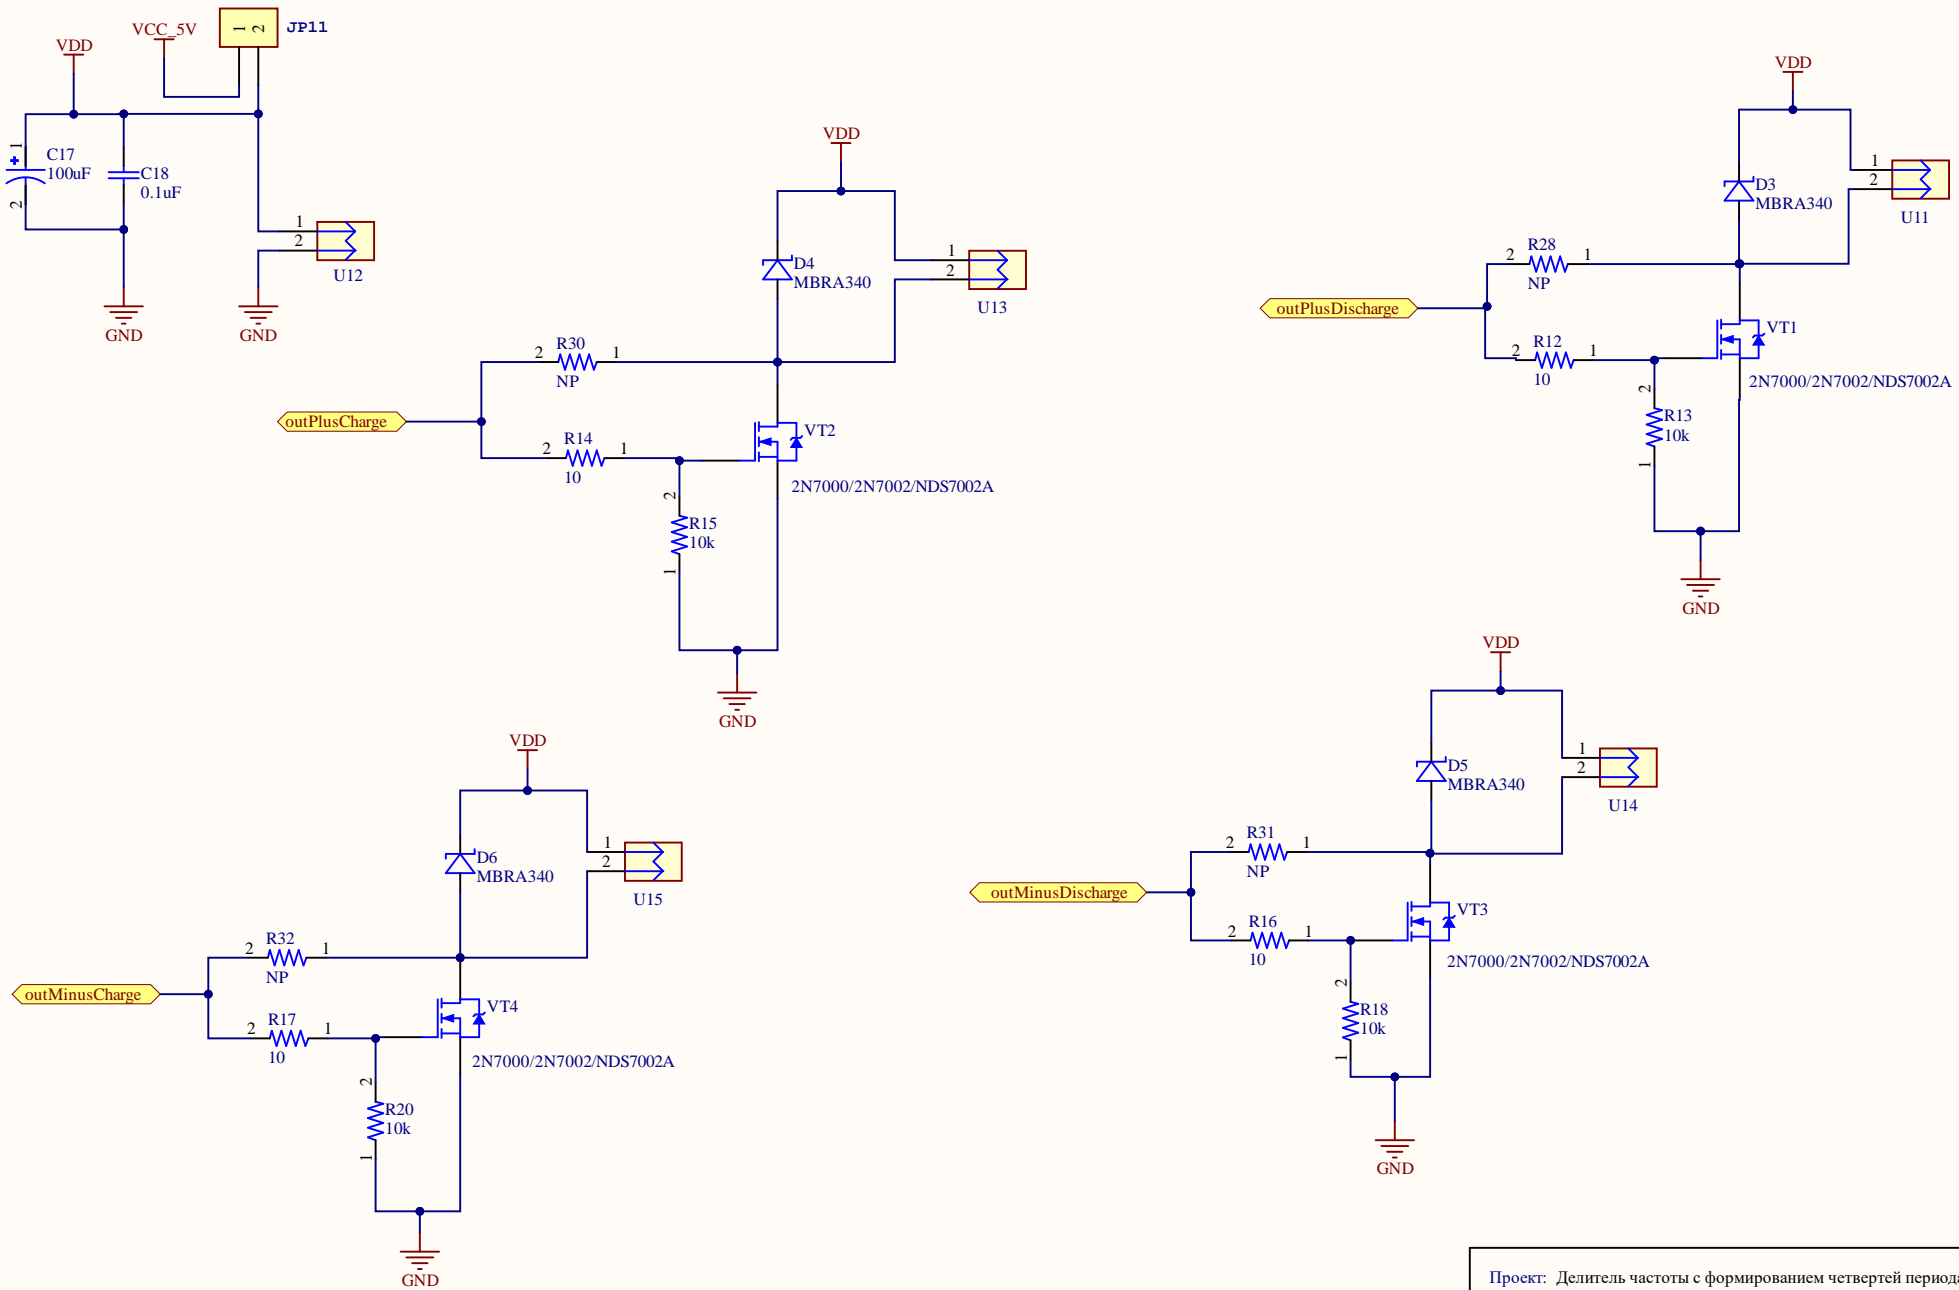 VDD
VCC_5V
1
2
JP11
1
C17
100uF
2
C18
0.1uF
GND
GND
1
2
U12
VDD
D4
MBRA340
1
2
U13
2
R30
1
NP
outPlusCharge
2
R14
1
10
VT2
2N7000/2N7002/NDS7002A
2
R15
10k
1
GND
VDD
D3
MBRA340
1
2
U11
2
R28
1
NP
outPlusDischarge
2
R12
1
10
VT1
2N7000/2N7002/NDS7002A
2
R13
10k
1
GND
VDD
D6
MBRA340
1
2
U15
2
R32
1
NP
outMinusCharge
2
R17
1
10
VT4
2N7000/2N7002/NDS7002A
2
R20
10k
1
GND
VDD
D5
MBRA340
1
2
U14
2
R31
1
NP
outMinusDischarge
2
R16
1
10
VT3
2N7000/2N7002/NDS7002A
2
R18
10k
1
GND
Проект: Делитель частоты с формированием четвертей периода